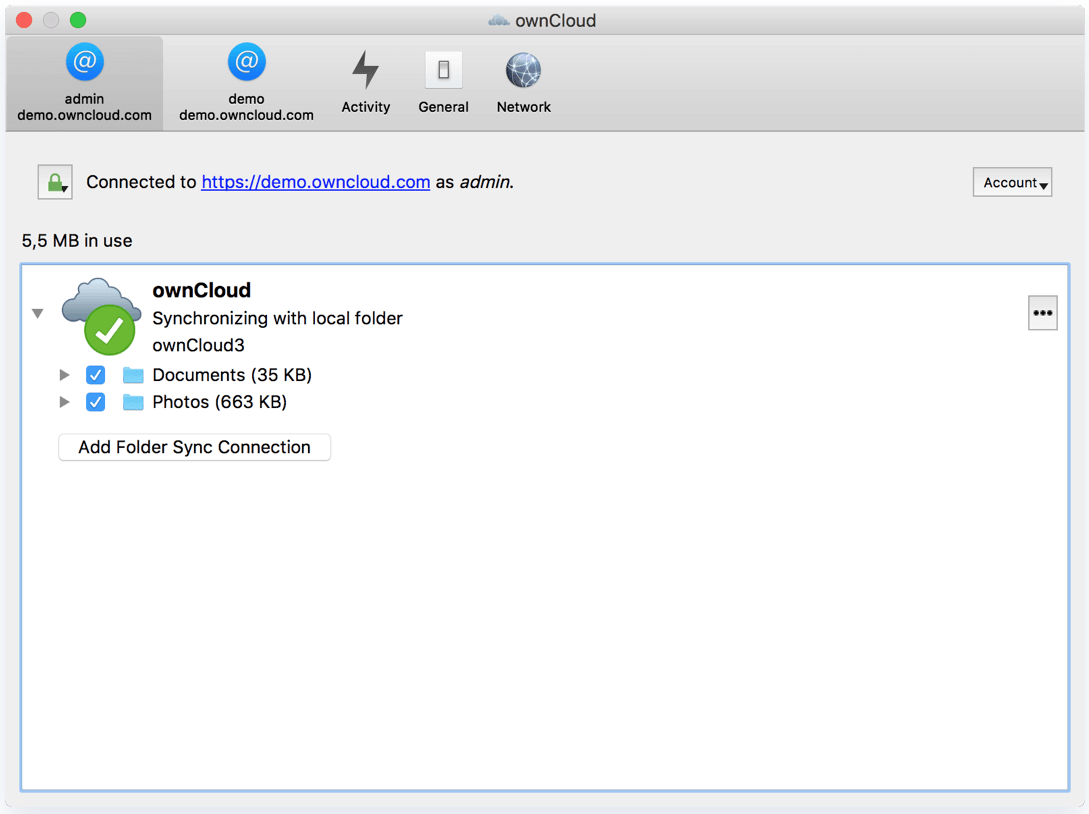 ownCloud
admin
demo.owncloud.com
demo
demo.owncloud.com
Activity
General
Network
Connected to https://demo.owncloud.com as admin.
Account
5,5 MB in use
ownCloud
Synchronizing with local folder
ownCloud3
Documents (35 KB)
Photos (663 KB)
Add Folder Sync Connection